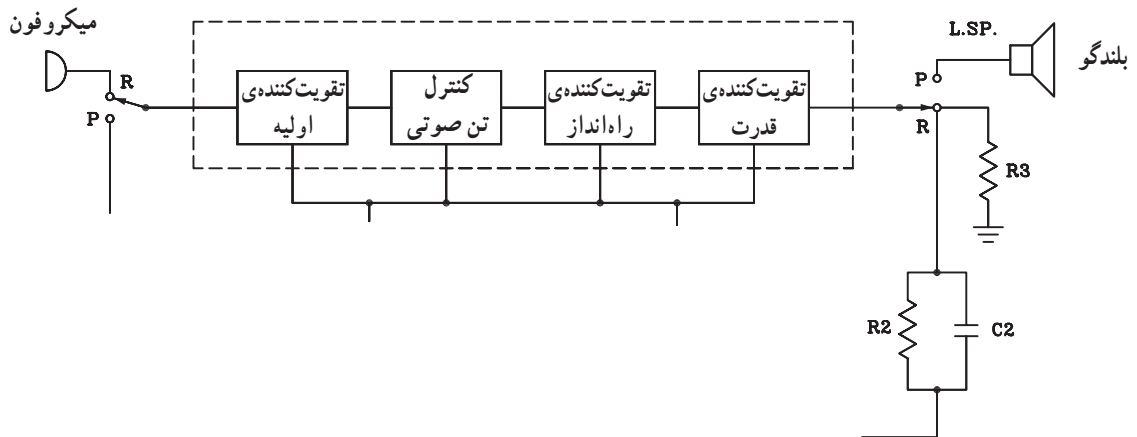 میکروفون
R
P
تقویت‌کننده‌ی
اولیه
کنترل
تن صوتی
تقویت‌کننده‌ی
راه‌انداز
تقویت‌کننده‌ی
قدرت
L.SP.
بلندگو
P
R
R3
R2
C2